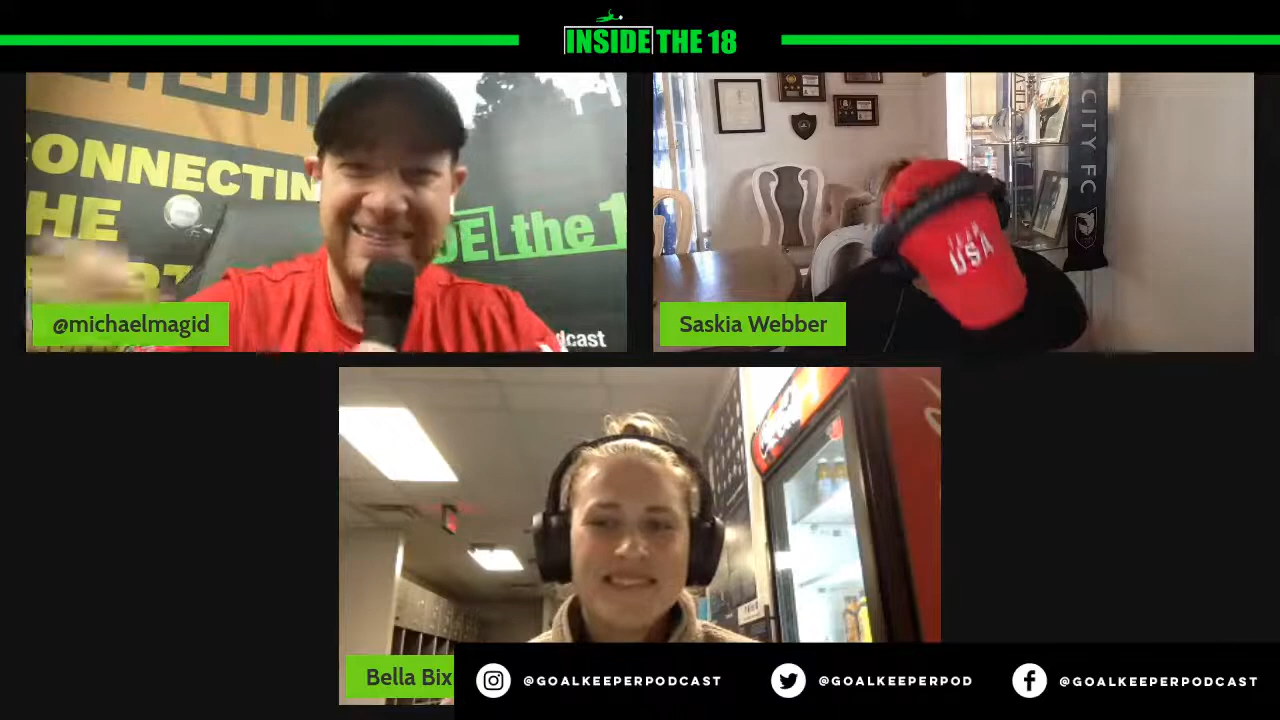 INSIDE THE 18
CONNECTIN
HE
DE the 1
dcast
@michaelmagid
CITY FC
TEAM
USA
Saskia Webber
Bella Bix
@GOALKEEPERPODCAST
@GOALKEEPERPOD
@GOALKEEPERPODCAST